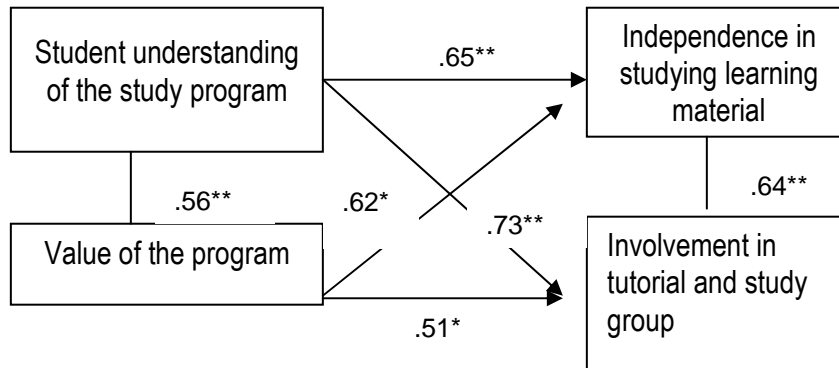 Student understanding
of the study program
.65**
Independence in
studying learning
material
.56**
.62*
.73**
.64**
Value of the program
.51*
Involvement in
tutorial and study
group